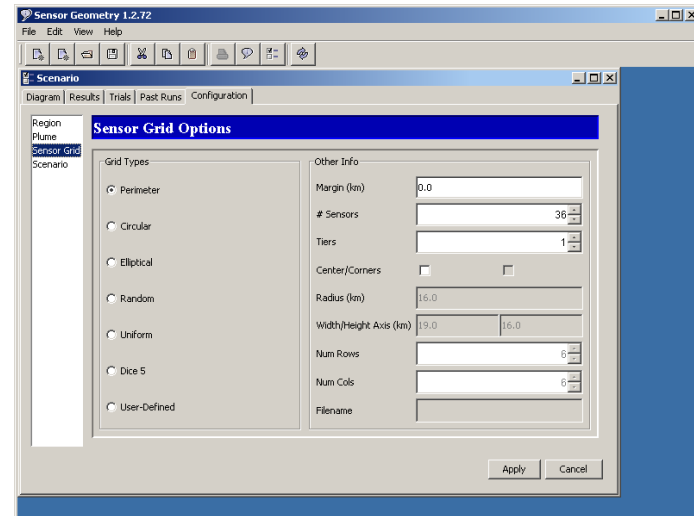 Sensor Geometry 1.2.72
File Edit View Help
Scenario
Diagram Results Trials Past Runs Configuration
Region
Plume
Sensor Grid
Scenario
Sensor Grid Options
Grid Types
Perimeter
Circular
Elliptical
Random
Uniform
Dice 5
User-Defined
Other Info
Margin (km) 0.0
# Sensors 36
Tiers 1
Center/Corners
Radius (km) 16.0
Width/Height Axis (km) 19.0 16.0
Num Rows 6
Num Cols 6
Filename
Apply Cancel